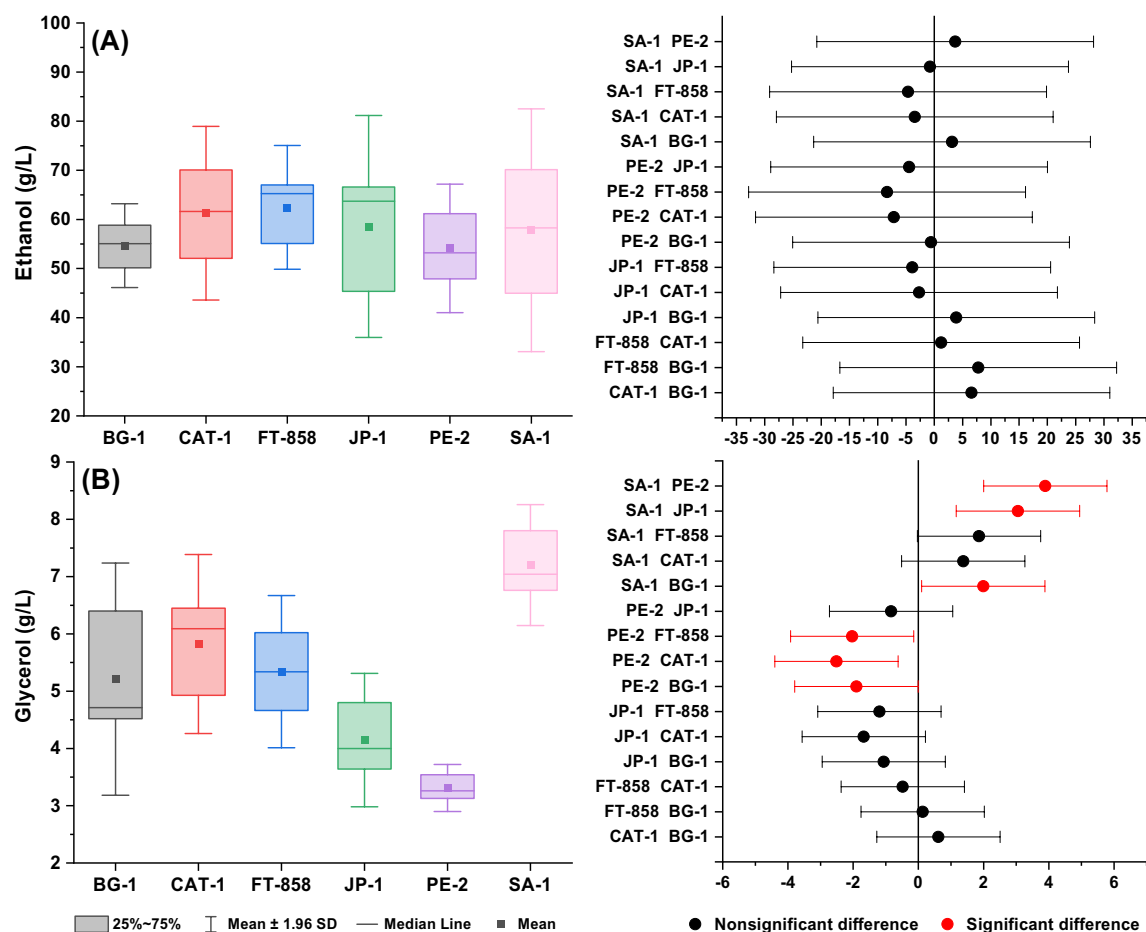 (A)
Ethanol (g/L)
100
90
80
70
60
50
40
30
20
BG-1 CAT-1 FT-858 JP-1 PE-2 SA-1
SA-1 PE-2
SA-1 JP-1
SA-1 FT-858
SA-1 CAT-1
SA-1 BG-1
PE-2 JP-1
PE-2 FT-858
PE-2 CAT-1
PE-2 BG-1
JP-1 FT-858
JP-1 CAT-1
JP-1 BG-1
FT-858 CAT-1
FT-858 BG-1
CAT-1 BG-1
-35 -30 -25 -20 -15 -10 -5 0 5 10 15 20 25 30 35
(B)
Glycerol (g/L)
9
8
7
6
5
4
3
2
BG-1 CAT-1 FT-858 JP-1 PE-2 SA-1
SA-1 PE-2
SA-1 JP-1
SA-1 FT-858
SA-1 CAT-1
SA-1 BG-1
PE-2 JP-1
PE-2 FT-858
PE-2 CAT-1
PE-2 BG-1
JP-1 FT-858
JP-1 CAT-1
JP-1 BG-1
FT-858 CAT-1
FT-858 BG-1
CAT-1 BG-1
-6 -4 -2 0 2 4 6
25%~75% Mean ± 1.96 SD Median Line Mean
Nonsignificant difference Significant difference